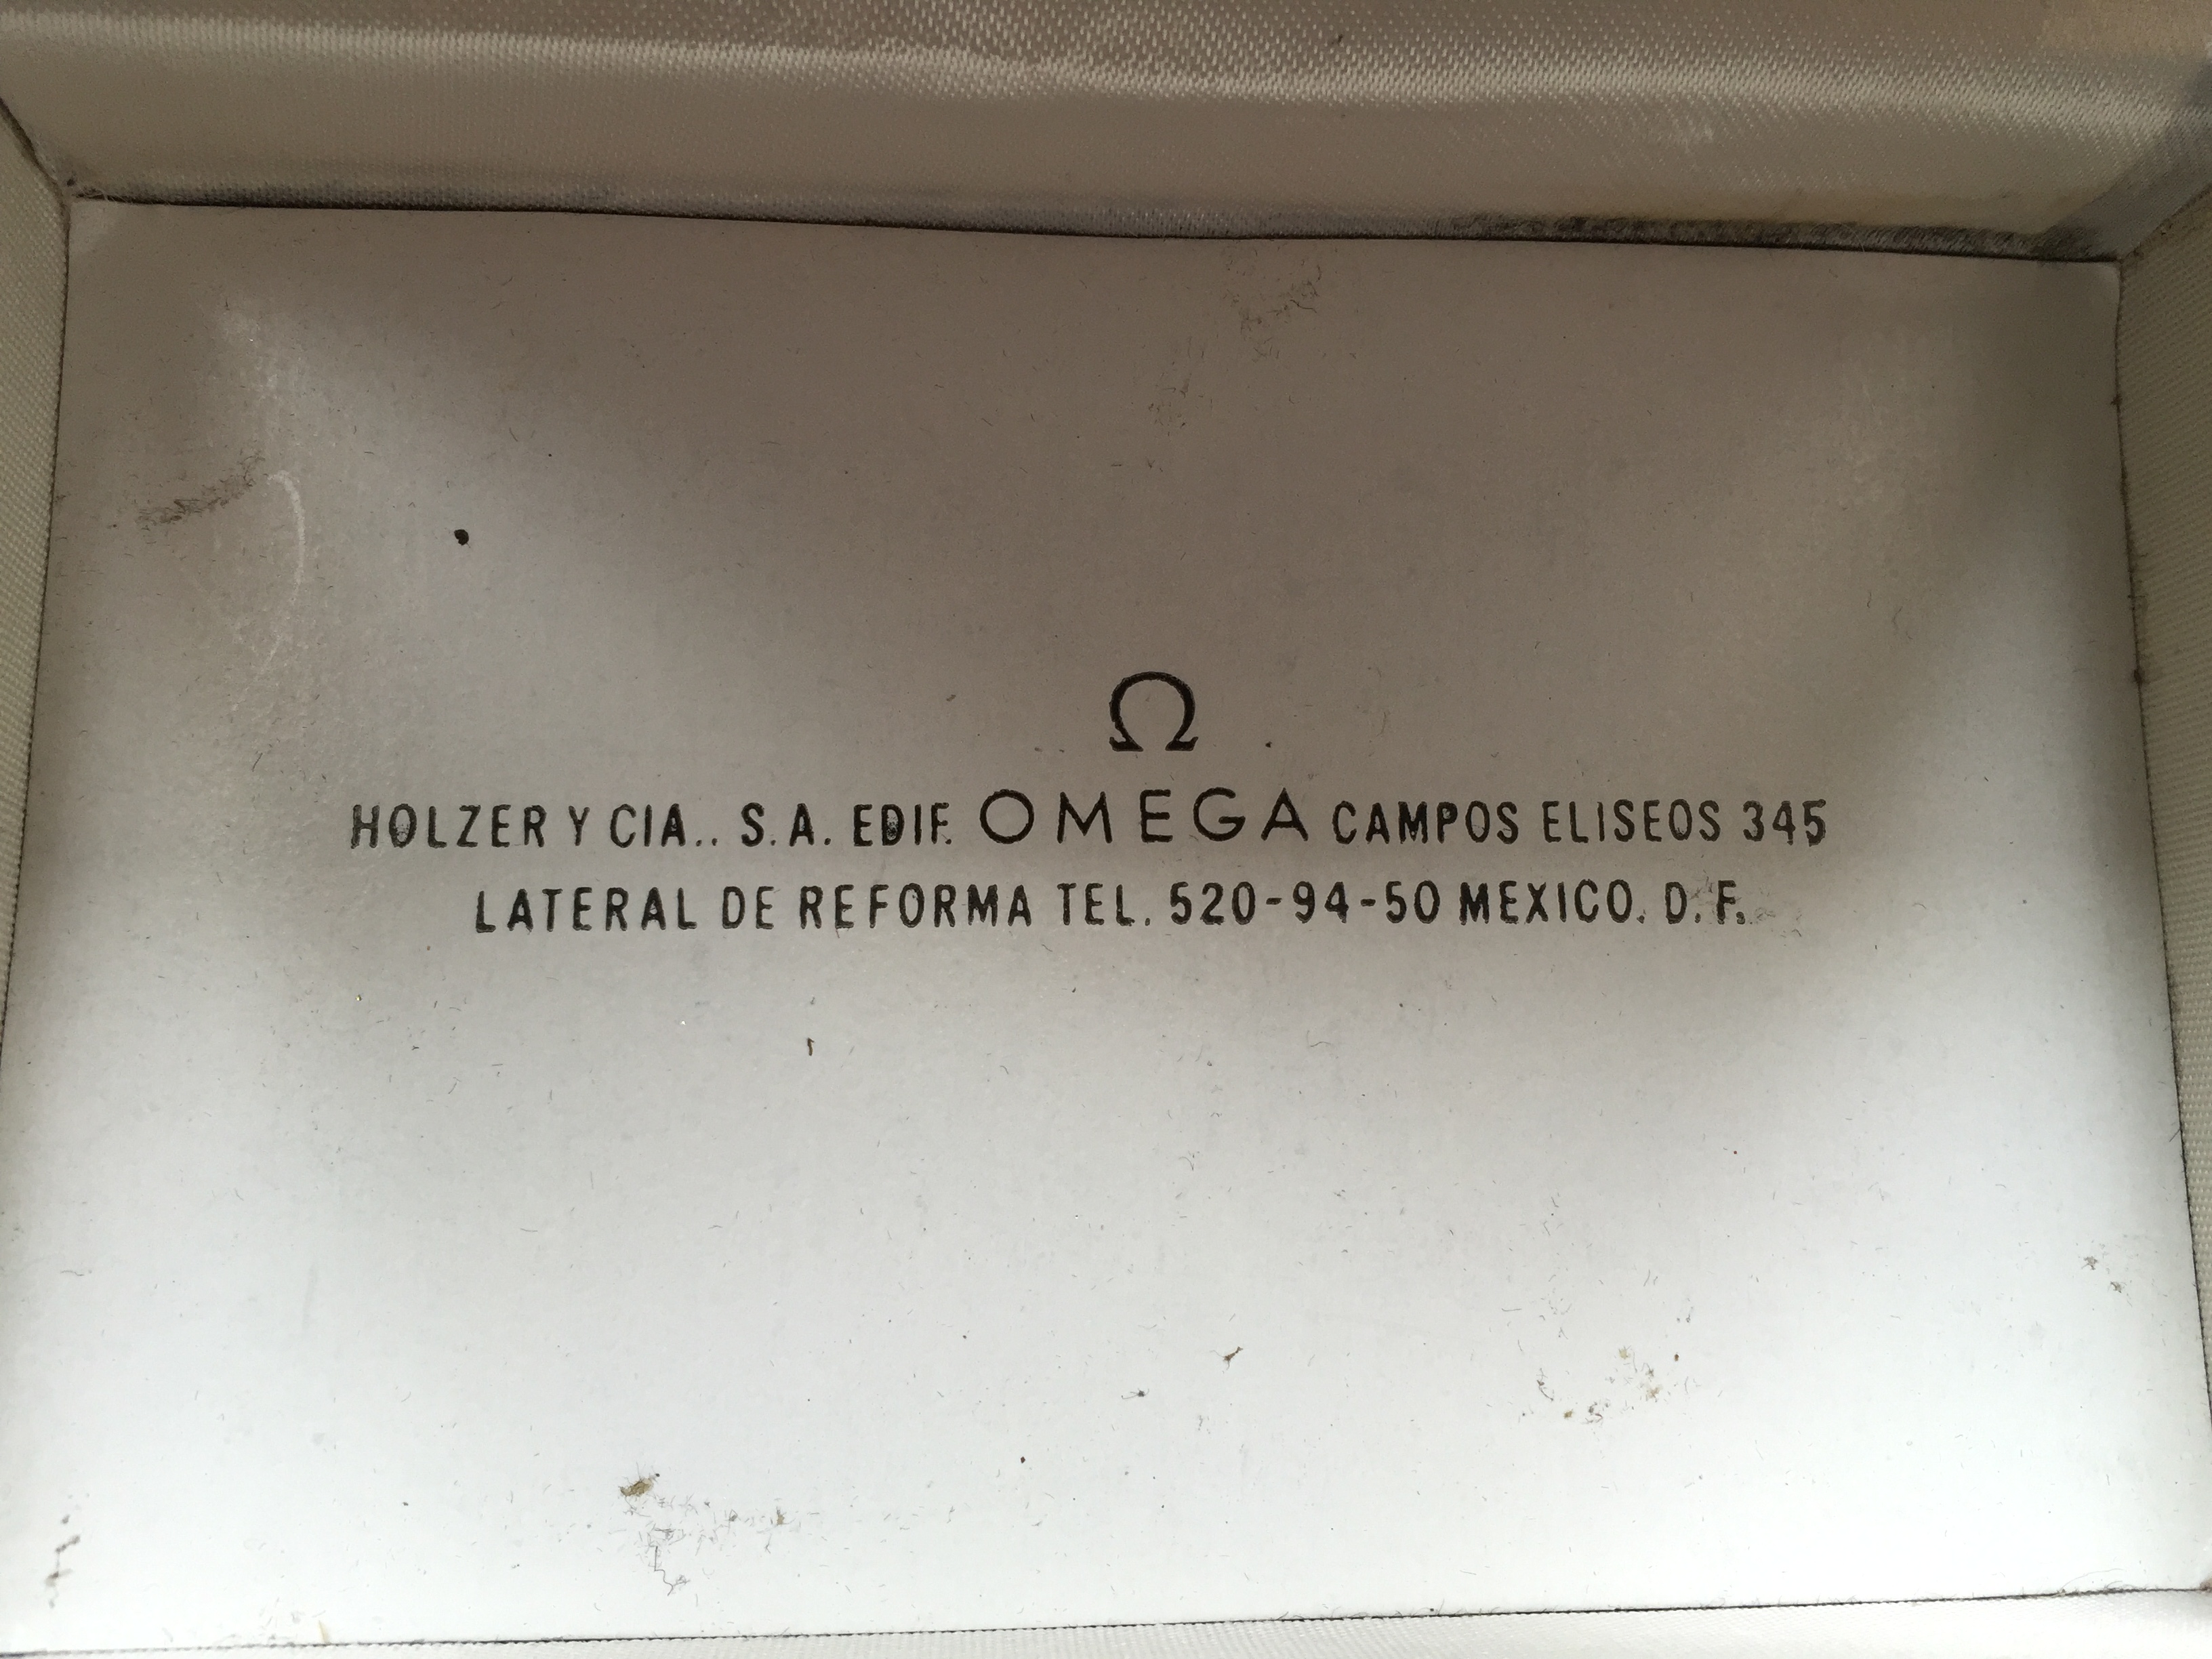 Ω
HOLZER Y CIA.. S.A. EDIF. OMEGA CAMPOS ELISEOS 345
LATERAL DE REFORMA TEL. 520-94-50 MEXICO. D.F.